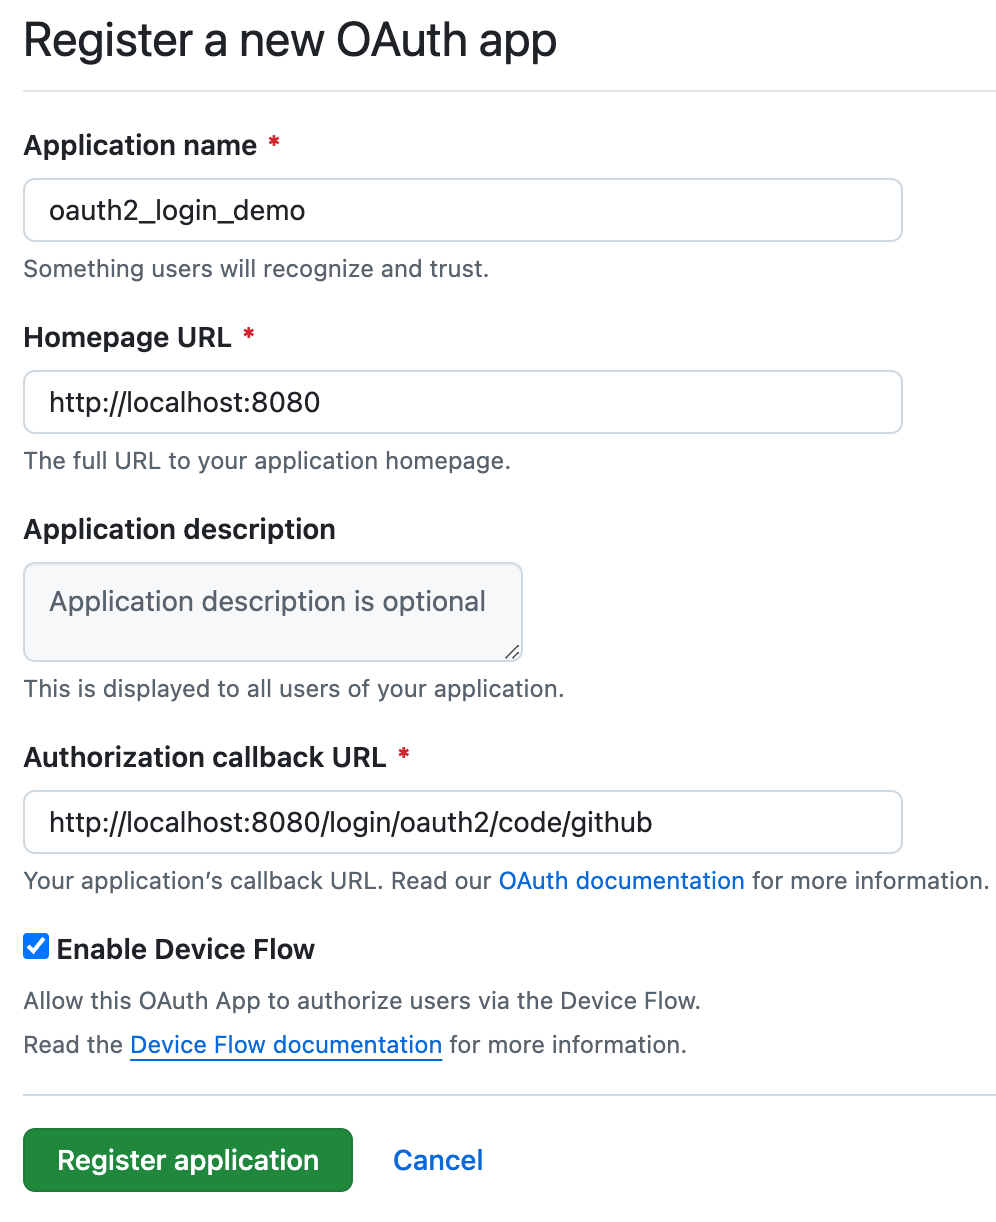 Register a new OAuth app
Application name *
oauth2_login_demo
Something users will recognize and trust.
Homepage URL *
http://localhost:8080
The full URL to your application homepage.
Application description
Application description is optional
This is displayed to all users of your application.
Authorization callback URL *
http://localhost:8080/login/oauth2/code/github
Your application’s callback URL. Read our OAuth documentation for more information.
Enable Device Flow
Allow this OAuth App to authorize users via the Device Flow.
Read the Device Flow documentation for more information.
Register application Cancel